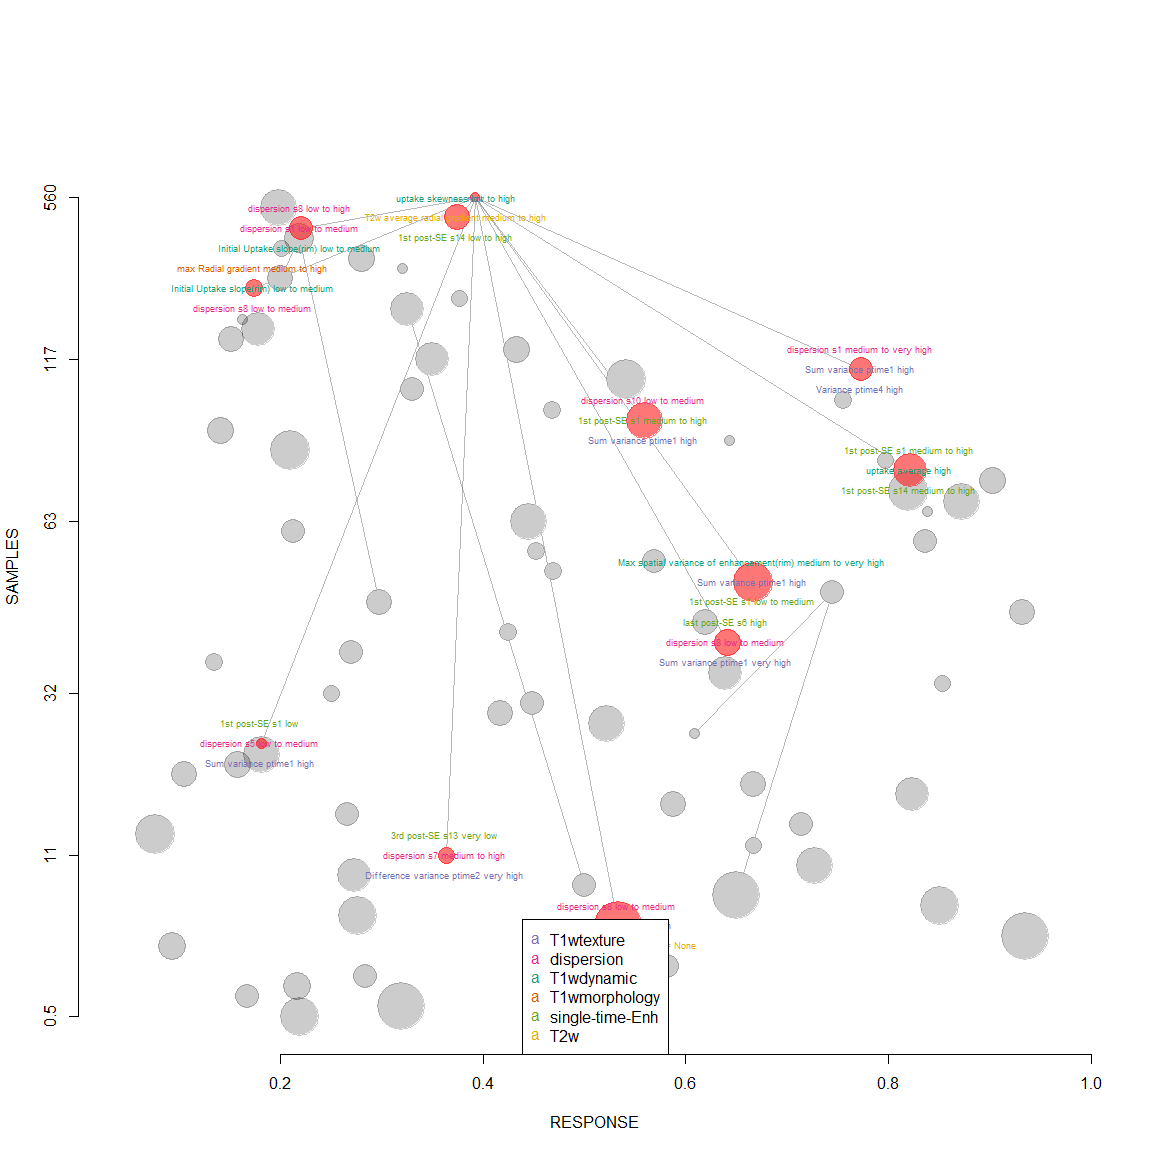 560
117
63
32
11
0.5
SAMPLES
uptake skewness low to high
T2w average radial gradient medium to high
1st post-SE s14 low to high
dispersion s8 low to high
dispersion s1 low to medium
Initial Uptake slope(rim) low to medium
max Radial gradient medium to high
Initial Uptake slope(rim) low to medium
dispersion s8 low to medium
dispersion s1 medium to very high
Sum variance ptime1 high
Variance ptime4 high
dispersion s10 low to medium
1st post-SE s1 medium to high
Sum variance ptime1 high
1st post-SE s1 medium to high
uptake average high
1st post-SE s14 medium to high
Max spatial variance of enhancement(rim) medium to very high
Sum variance ptime1 high
1st post-SE s1 low to medium
last post-SE s6 high
dispersion s8 low to medium
Sum variance ptime1 very high
1st post-SE s1 low
dispersion s5 low to medium
Sum variance ptime1 high
3rd post-SE s13 very low
dispersion s7 medium to high
Difference variance ptime2 very high
low to medium
None
a T1wtexture
a dispersion
a T1wdynamic
a T1wmorphology
a single-time-Enh
a T2w
0.2 0.4 0.6 0.8 1.0
RESPONSE